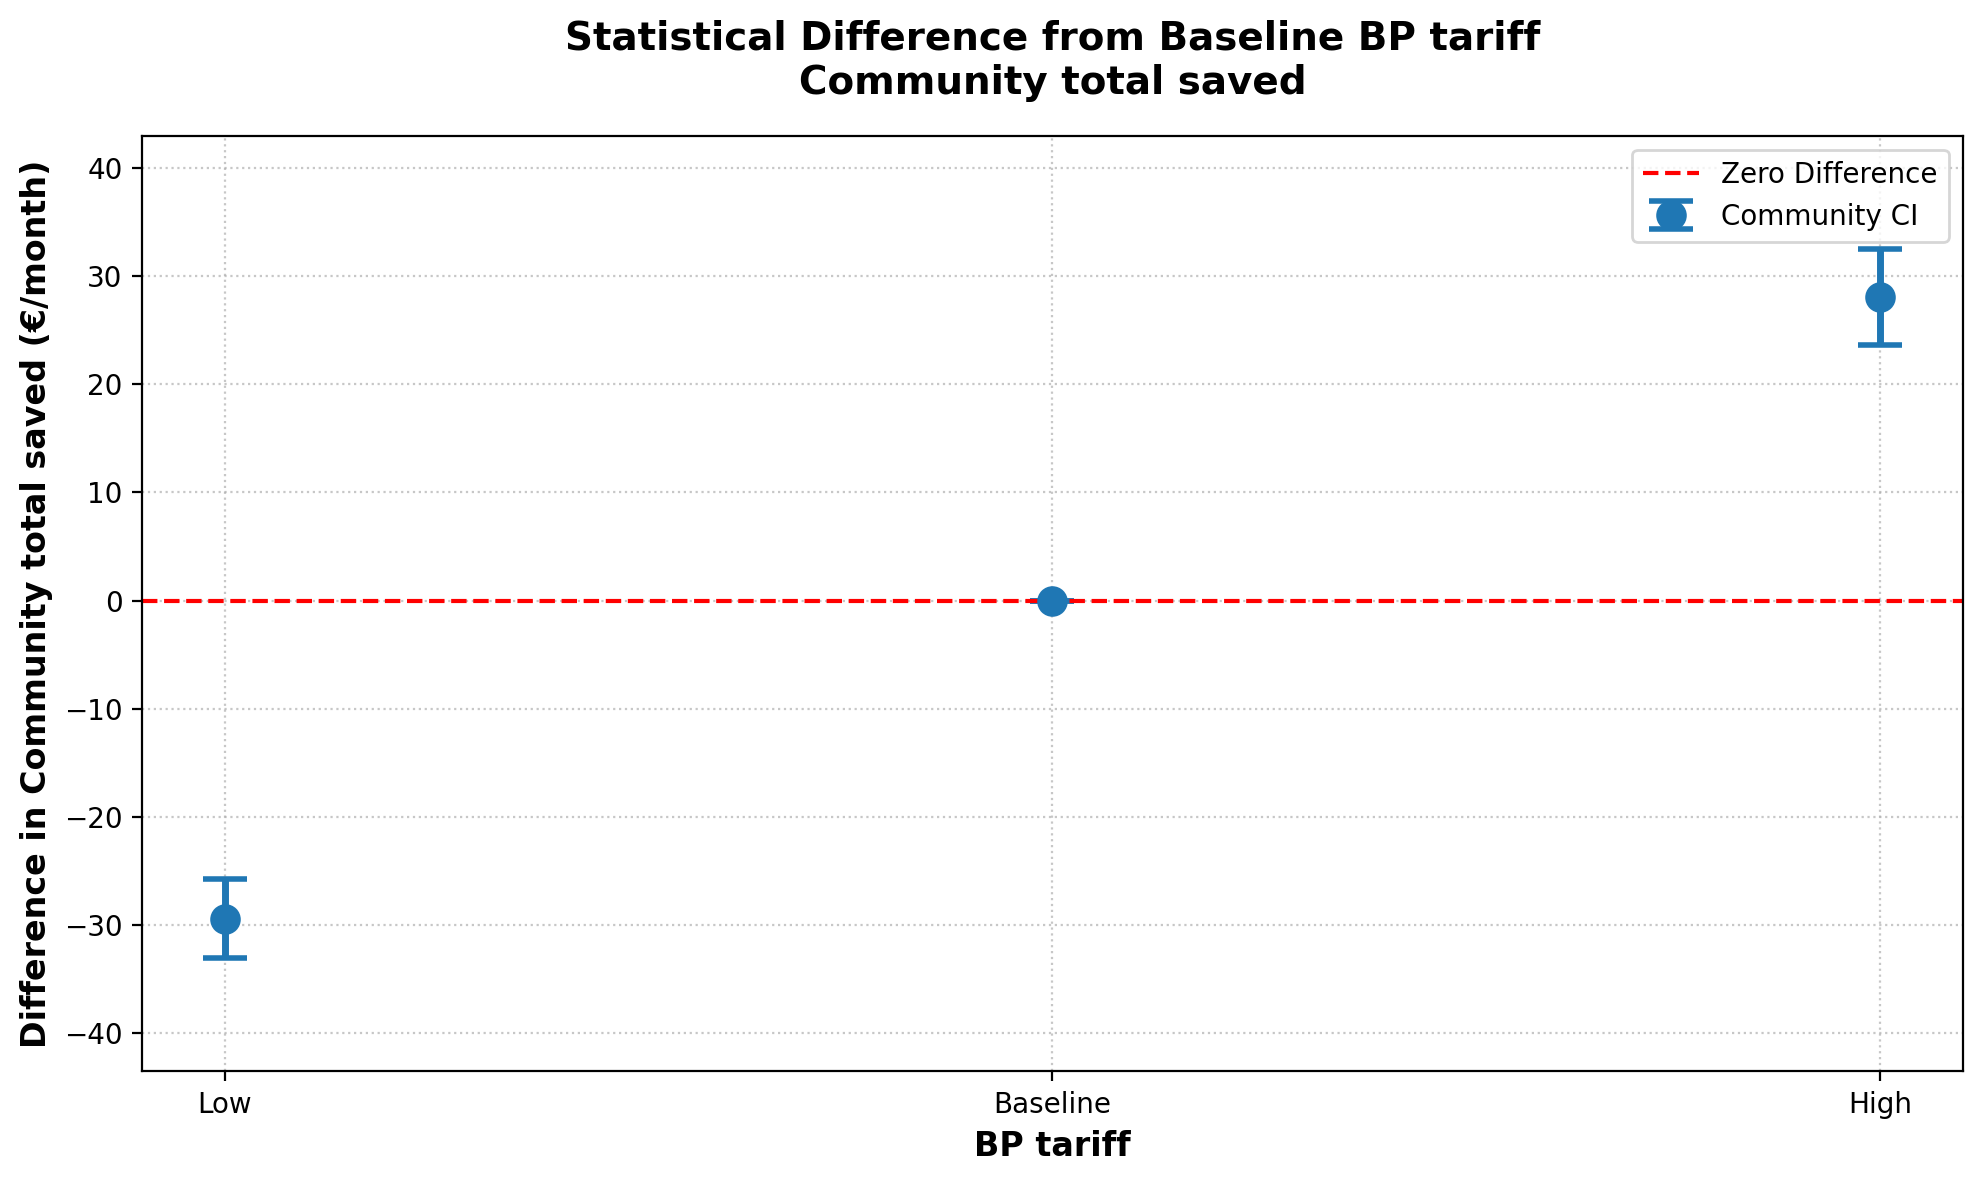 Statistical Difference from Baseline BP tariff
Community total saved
Difference in Community total saved (€/month)
40
30
20
10
0
−10
−20
−30
−40
Zero Difference
Community CI
Low
Baseline
High
BP tariff